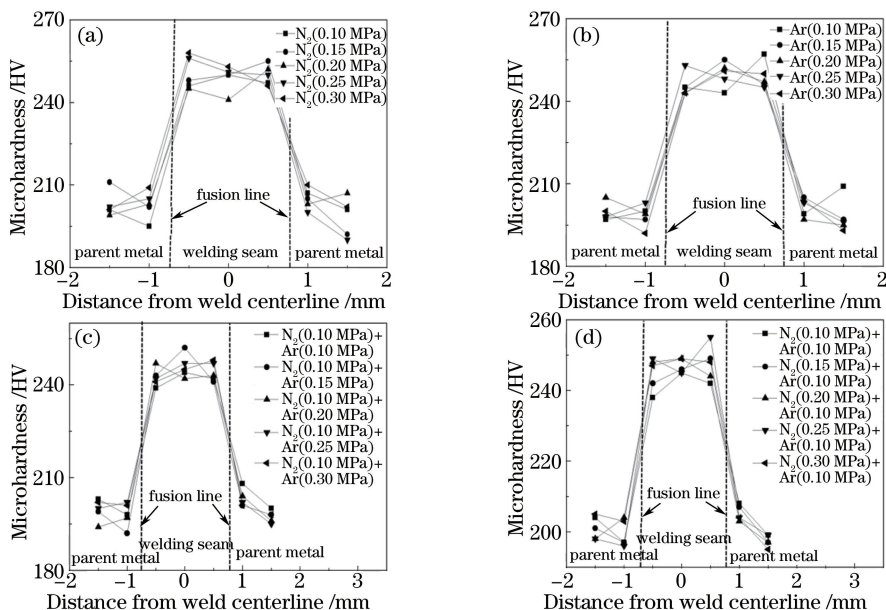 (a)
270
240
210
180
Microhardness /HV
N₂(0.10 MPa)
N₂(0.15 MPa)
N₂(0.20 MPa)
N₂(0.25 MPa)
N₂(0.30 MPa)
fusion line
parent metal
welding seam
parent metal
−2 −1 0 1 2 3
Distance from weld centerline /mm
(b)
270
240
210
180
Microhardness /HV
Ar(0.10 MPa)
Ar(0.15 MPa)
Ar(0.20 MPa)
Ar(0.25 MPa)
Ar(0.30 MPa)
fusion line
parent metal
welding seam
parent metal
−2 −1 0 1 2
Distance from weld centerline /mm
(c)
240
210
180
Microhardness /HV
N₂(0.10 MPa)+
Ar(0.10 MPa)
N₂(0.10 MPa)+
Ar(0.15 MPa)
N₂(0.10 MPa)+
Ar(0.20 MPa)
N₂(0.10 MPa)+
Ar(0.25 MPa)
N₂(0.10 MPa)+
Ar(0.30 MPa)
fusion line
welding seam
parent metal
parent metal
−2 −1 0 1 2 3
Distance from weld centerline /mm
(d)
260
240
220
200
Microhardness /HV
N₂(0.10 MPa)+
Ar(0.10 MPa)
N₂(0.15 MPa)+
Ar(0.10 MPa)
N₂(0.20 MPa)+
Ar(0.10 MPa)
N₂(0.25 MPa)+
Ar(0.10 MPa)
N₂(0.30 MPa)+
Ar(0.10 MPa)
fusion line
welding seam
parent metal
parent metal
−2 −1 0 1 2 3
Distance from weld centerline /mm